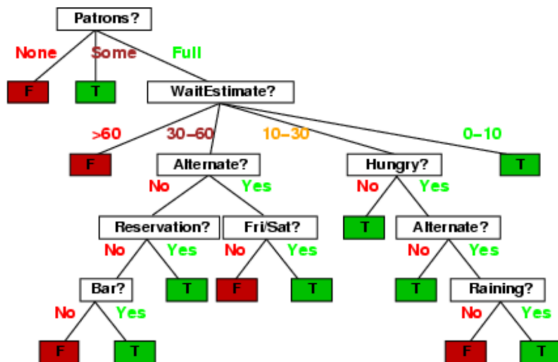 Patrons?
None Some Full
F T WaitEstimate?
>60 30–60 10–30 0–10
F Alternate? Hungry? T
No Yes No Yes
Reservation? Fri/Sat? T Alternate?
No Yes No Yes No Yes
Bar? T F T T Raining?
No Yes No Yes
F T F T